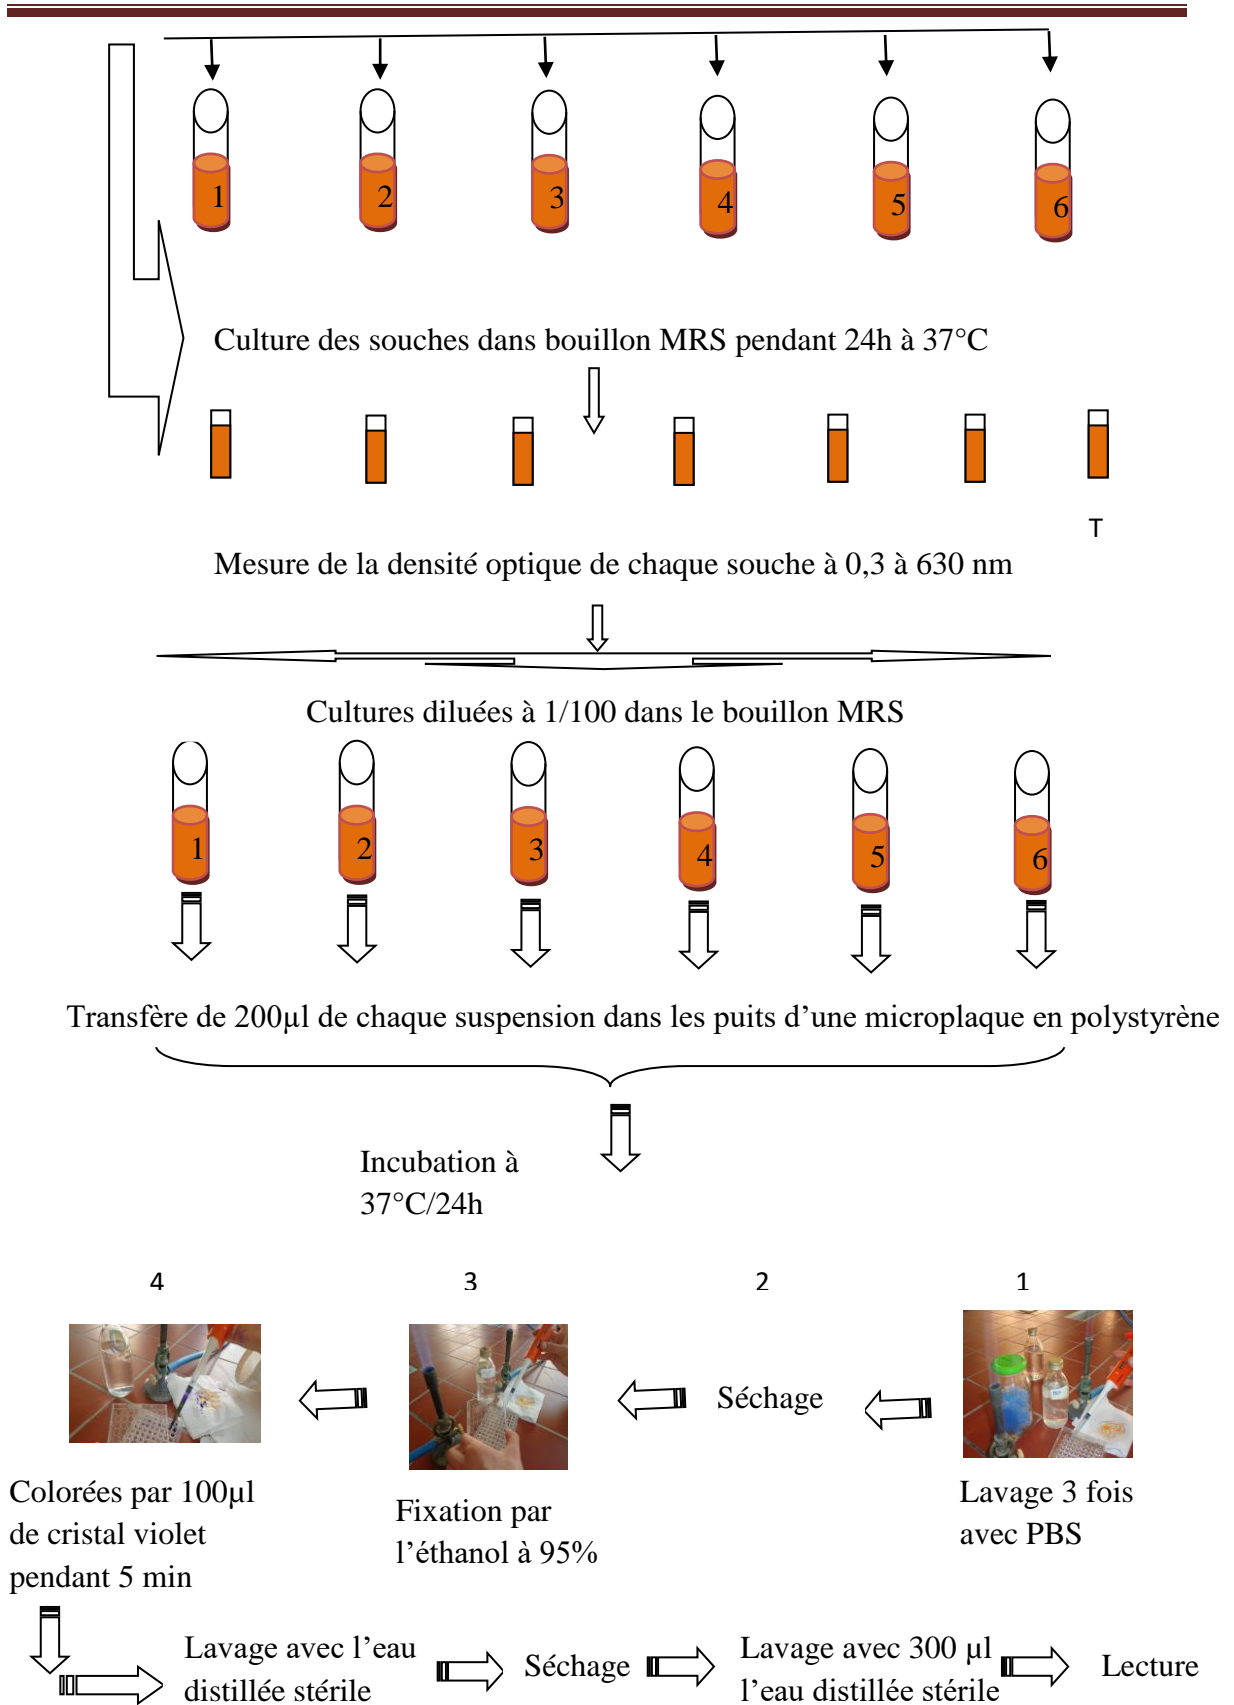 1 2 3 4 5 6
Culture des souches dans bouillon MRS pendant 24h à 37°C
T
Mesure de la densité optique de chaque souche à 0,3 à 630 nm
Cultures diluées à 1/100 dans le bouillon MRS
1 2 3 4 5 6
Transfère de 200µl de chaque suspension dans les puits d’une microplaque en polystyrène
Incubation à
37°C/24h
4 3 2 1
Séchage
Lavage 3 fois
avec PBS
Fixation par
l’éthanol à 95%
Colorées par 100µl
de cristal violet
pendant 5 min
Lavage avec l’eau
distillée stérile
Séchage
Lavage avec 300 µl
l’eau distillée stérile
Lecture